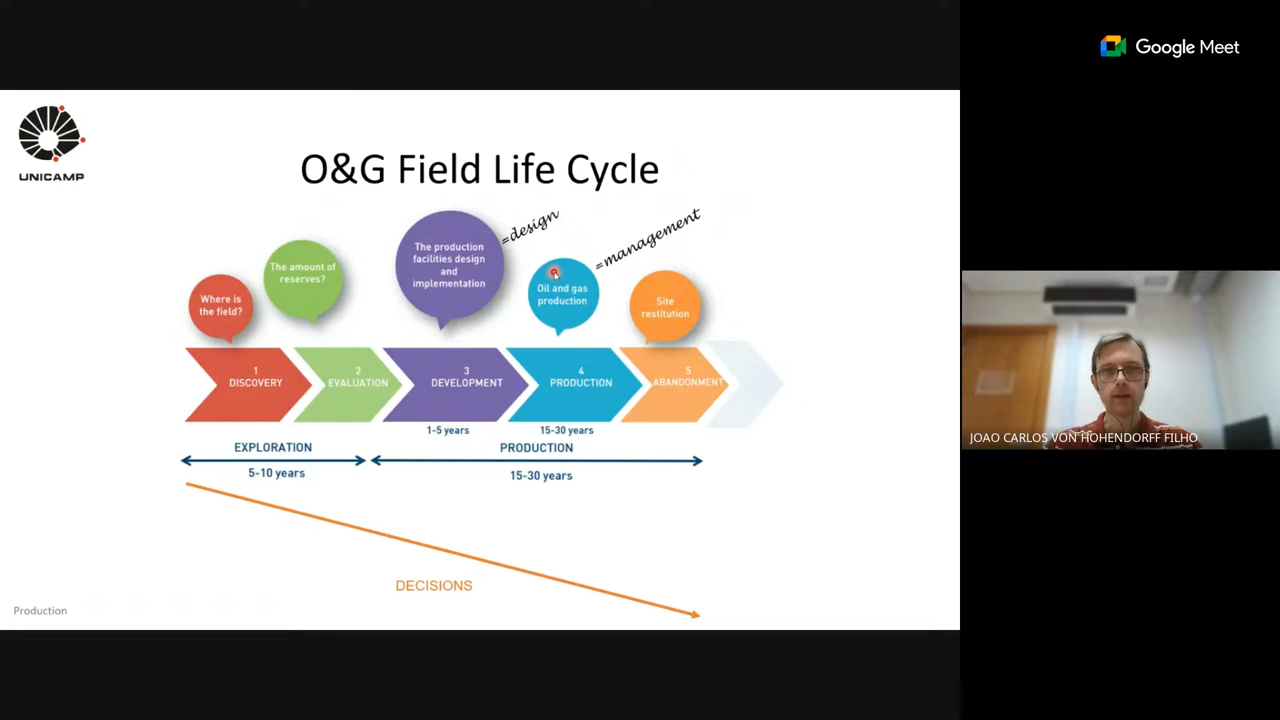 Google Meet
UNICAMP
O&G Field Life Cycle
=design
=management
Where is
the field?
The amount of
reserves?
The production
facilities design
and
implementation
Oil and gas
production
Site
restitution
1
DISCOVERY
2
EVALUATION
3
DEVELOPMENT
4
PRODUCTION
5
ABANDONMENT
1-5 years
15-30 years
EXPLORATION
5-10 years
PRODUCTION
15-30 years
DECISIONS
Production
JOAO CARLOS VON HOHENDORFF FILHO